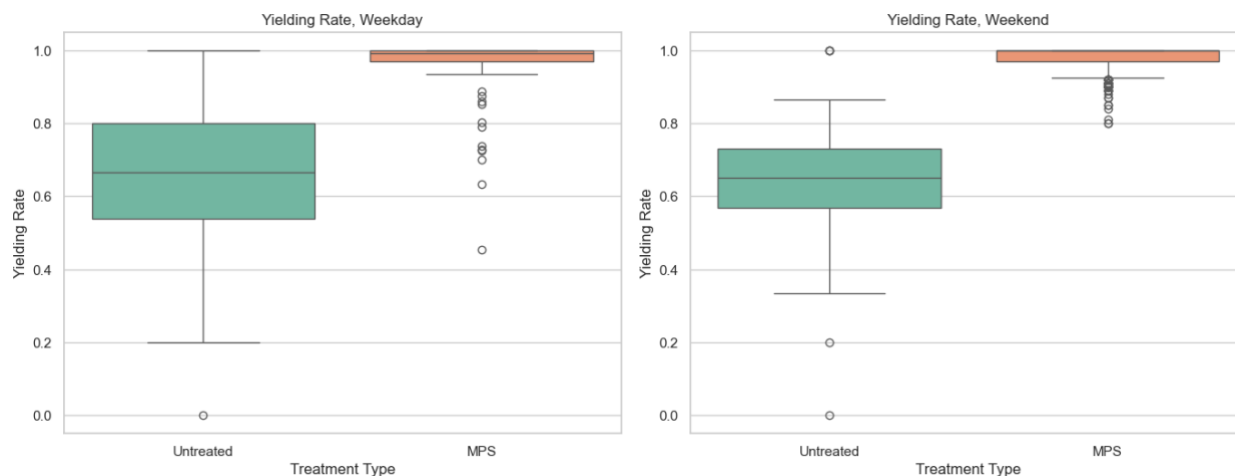 Yielding Rate, Weekday
1.0
0.8
0.6
0.4
0.2
0.0
Yielding Rate
Untreated
MPS
Treatment Type
Yielding Rate, Weekend
1.0
0.8
0.6
0.4
0.2
0.0
Yielding Rate
Untreated
MPS
Treatment Type